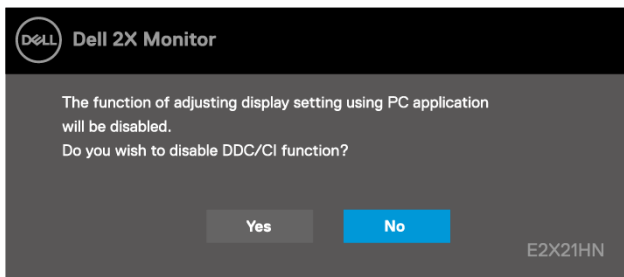 DELL Dell 2X Monitor
The function of adjusting display setting using PC application
will be disabled.
Do you wish to disable DDC/CI function?
Yes No
E2X21HN